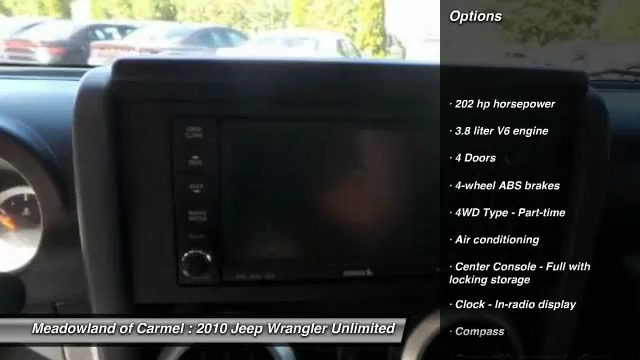 Options
· 202 hp horsepower
· 3.8 liter V6 engine
· 4 Doors
· 4-wheel ABS brakes
· 4WD Type - Part-time
· Air conditioning
· Center Console - Full with
locking storage
· Clock - In-radio display
· Compass
OPEN
RADIO
Meadowland of Carmel : 2010 Jeep Wrangler Unlimited